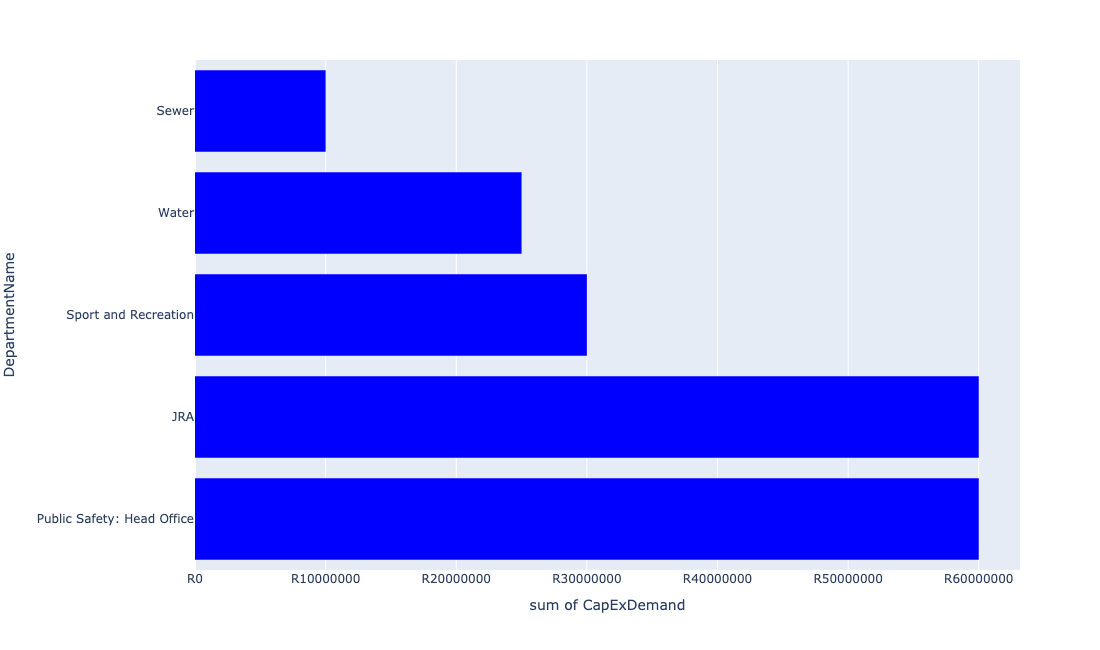 Sewer
Water
Sport and Recreation
JRA
Public Safety: Head Office
DepartmentName
R0
R10000000
R20000000
R30000000
R40000000
R50000000
R60000000
sum of CapExDemand